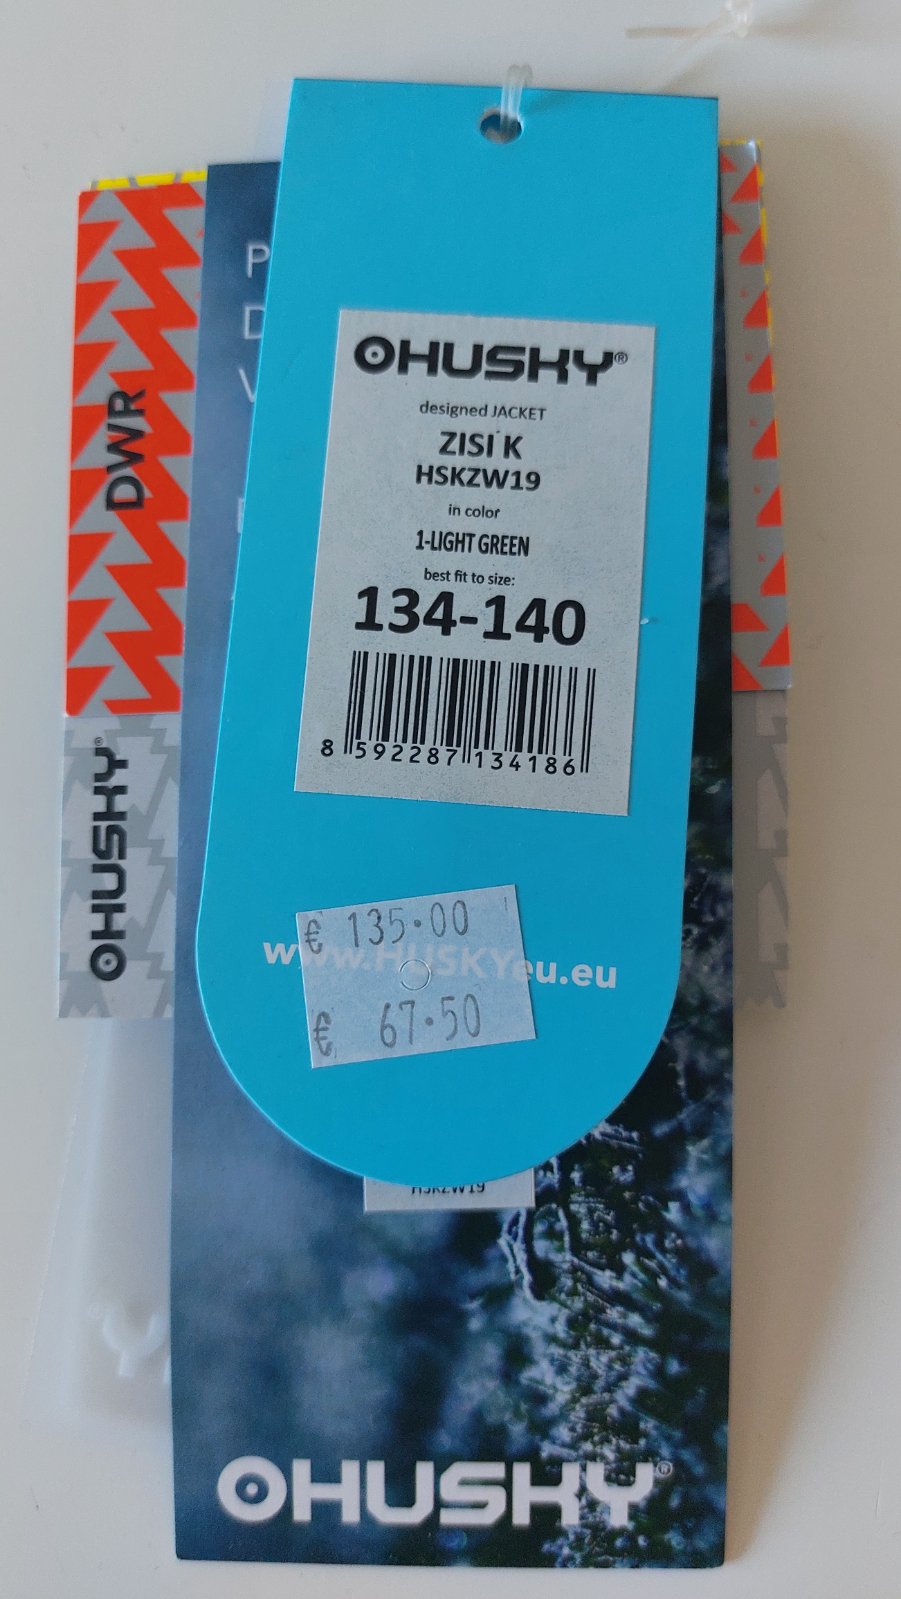 HUSKY®
designed JACKET
ZISI K
HSKZW19
in color
1-LIGHT GREEN
best fit to size:
134-140
8 592287 134186
€ 135.00
www.HUSKYeu.eu
€ 67.50
HSKZW19
DWR
HUSKY®
P
D
V
HUSKY®